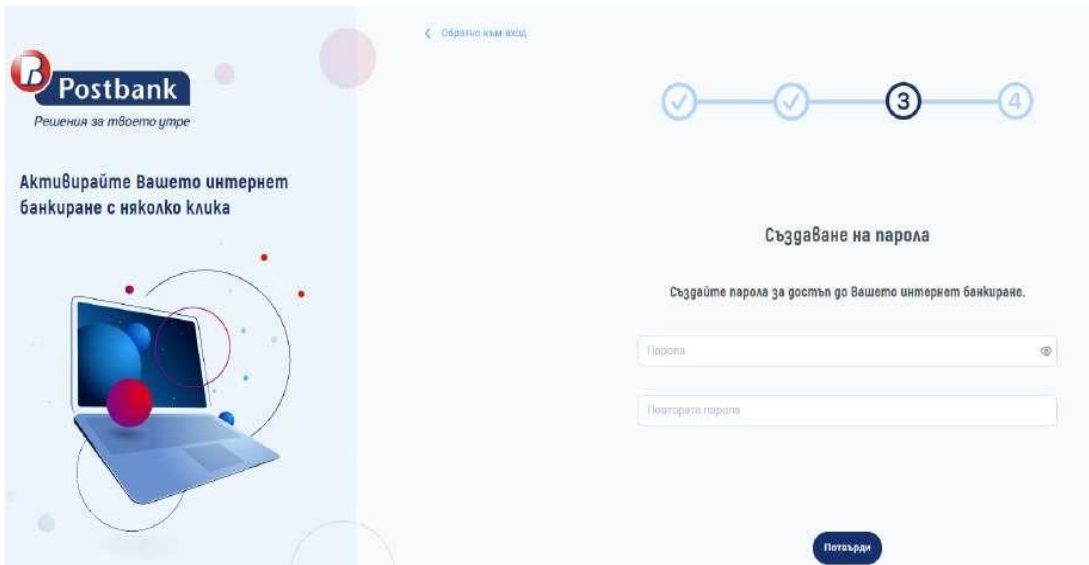 Postbank
Решения за твоето утре
Активирайте Вашето интернет
банкиране с няколко клика
Обратно към вход
3
4
Създаване на парола
Създайте парола за достъп до Вашето интернет банкиране.
Парола
Повторете парола
Потвърди